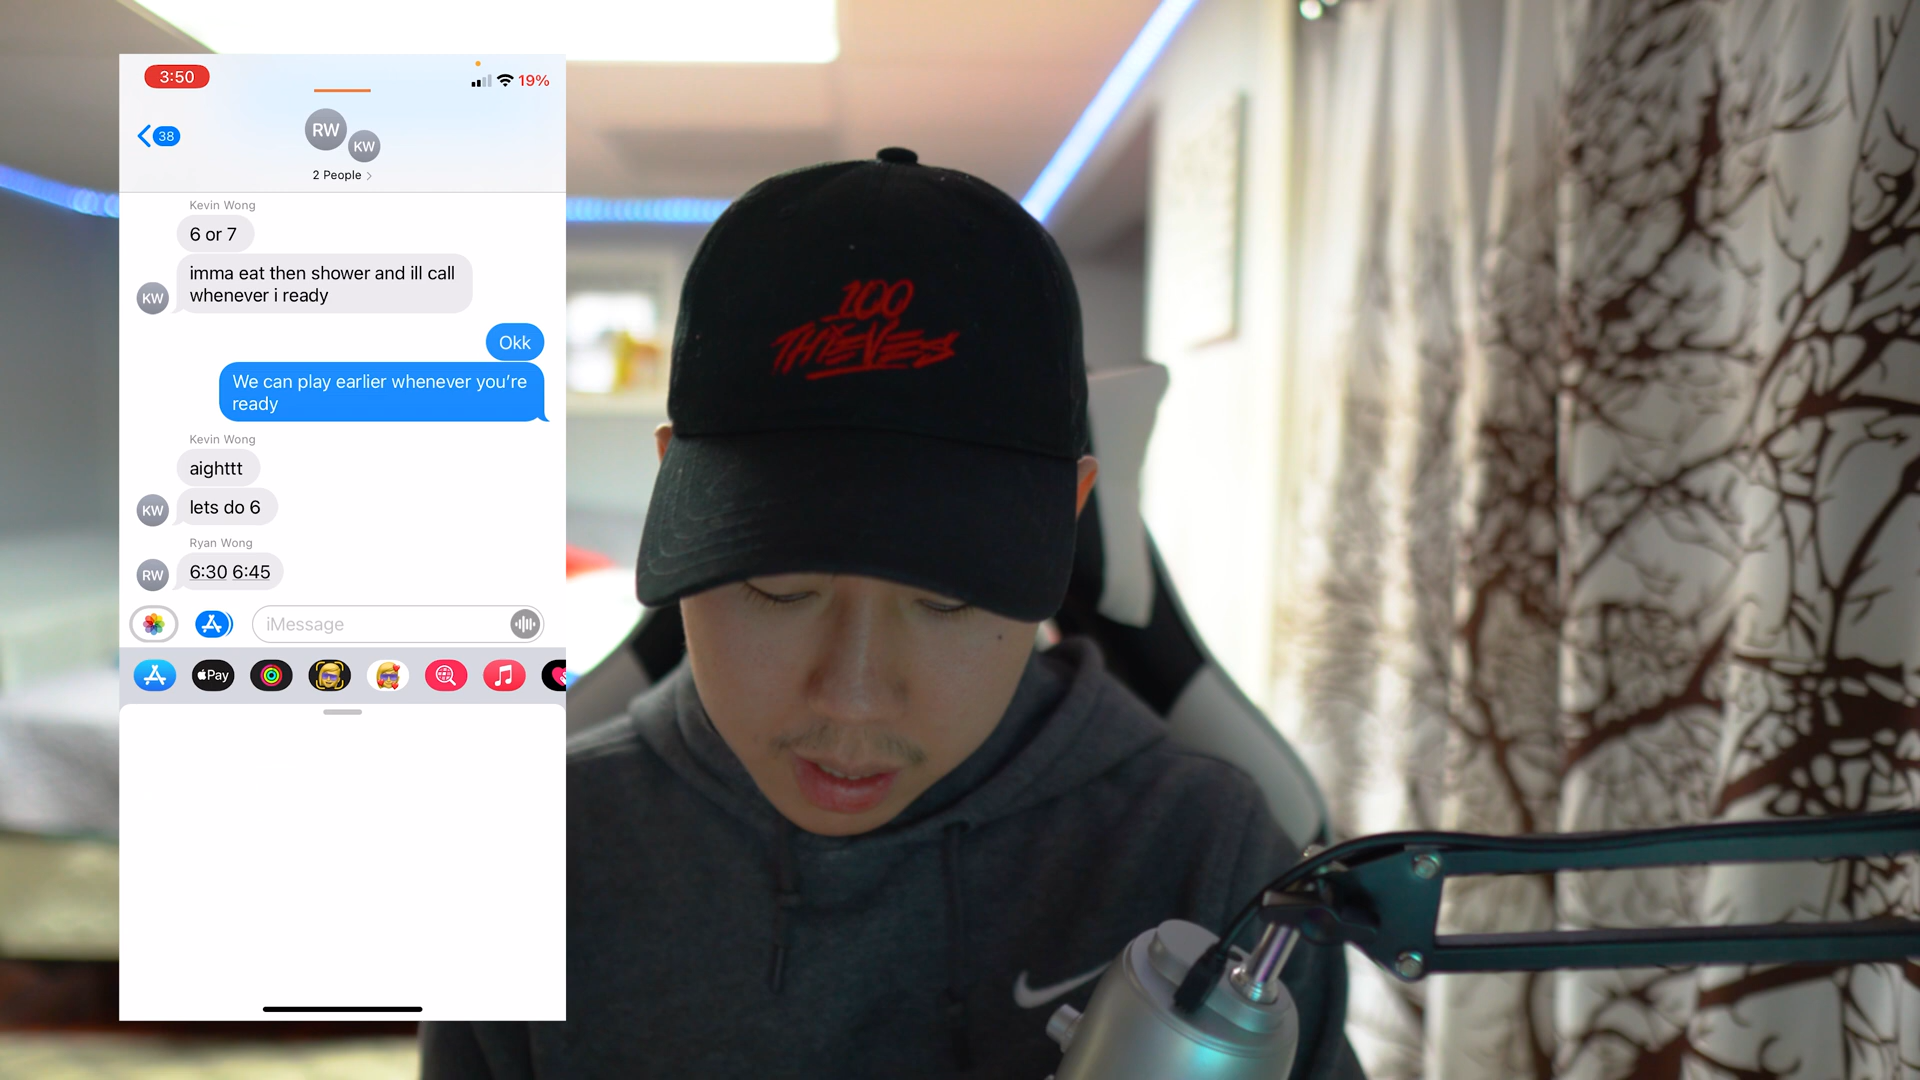 3:50
19%
38
RW
KW
2 People
Kevin Wong
6 or 7
imma eat then shower and ill call
whenever i ready
KW
Okk
We can play earlier whenever you're
ready
Kevin Wong
aighttt
lets do 6
KW
Ryan Wong
6:30 6:45
RW
iMessage
Pay
100
THIEVES